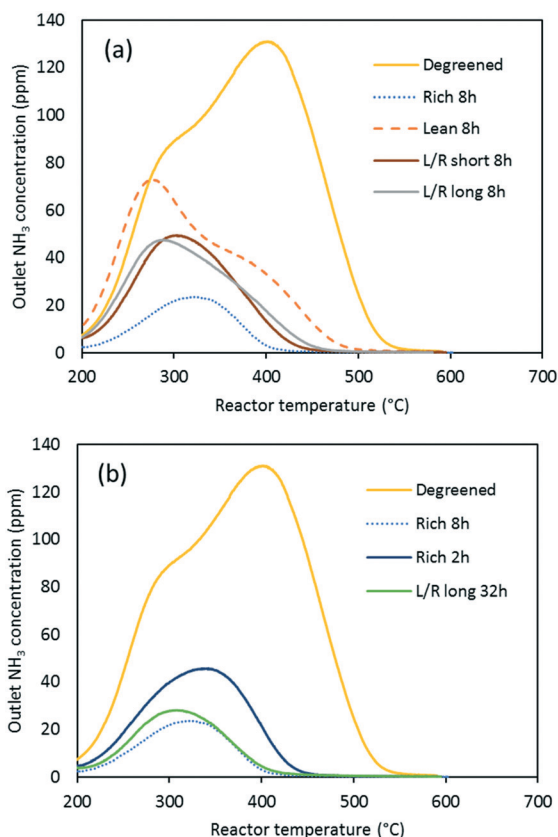 (a)
140
120
100
80
60
40
20
0
Outlet NH₃ concentration (ppm)
Degreened
Rich 8h
Lean 8h
L/R short 8h
L/R long 8h
200 300 400 500 600 700
Reactor temperature (°C)
(b)
140
120
100
80
60
40
20
0
Outlet NH₃ concentration (ppm)
Degreened
Rich 8h
Rich 2h
L/R long 32h
200 300 400 500 600 700
Reactor temperature (°C)